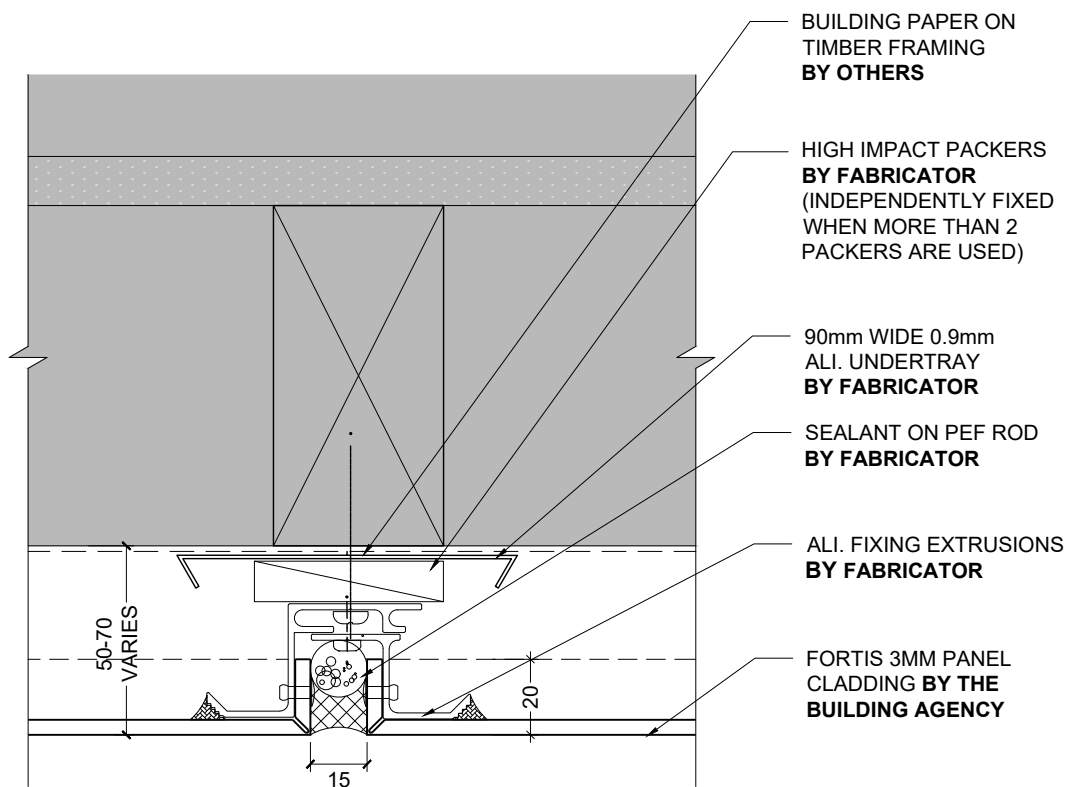 BUILDING PAPER ON
TIMBER FRAMING
BY OTHERS
HIGH IMPACT PACKERS
BY FABRICATOR
(INDEPENDENTLY FIXED
WHEN MORE THAN 2
PACKERS ARE USED)
90mm WIDE 0.9mm
ALI. UNDERTRAY
BY FABRICATOR
SEALANT ON PEF ROD
BY FABRICATOR
ALI. FIXING EXTRUSIONS
BY FABRICATOR
FORTIS 3MM PANEL
CLADDING BY THE
BUILDING AGENCY
50-70
VARIES
20
15